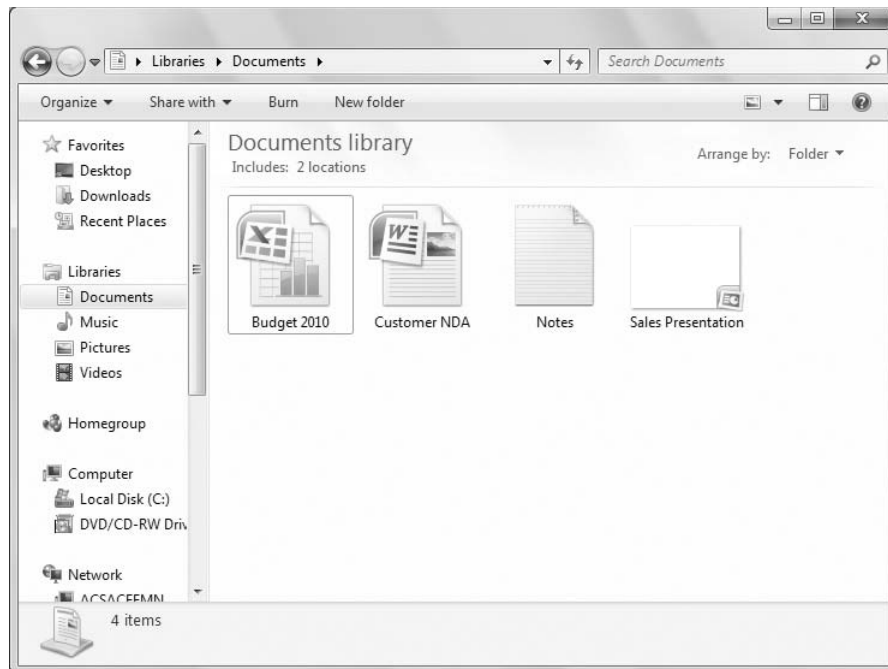 Libraries Documents
Search Documents
Organize Share with Burn New folder
Favorites
Desktop
Downloads
Recent Places
Libraries
Documents
Music
Pictures
Videos
Homegroup
Computer
Local Disk (C:)
DVD/CD-RW Driv
Network
ACSACFEMN
Documents library
Includes: 2 locations
Arrange by: Folder
Budget 2010
Customer NDA
Notes
Sales Presentation
4 items